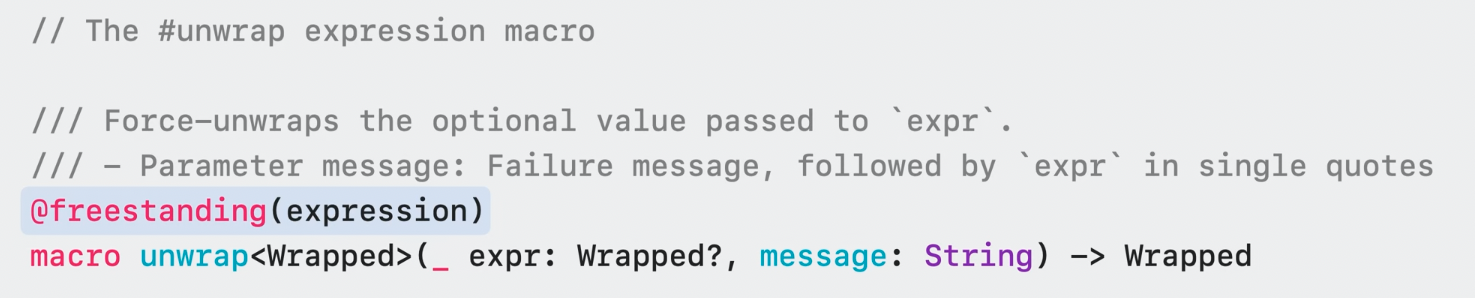 // The #unwrap expression macro
/// Force-unwraps the optional value passed to `expr`.
/// - Parameter message: Failure message, followed by `expr` in single quotes
@freestanding(expression)
macro unwrap<Wrapped>(_ expr: Wrapped?, message: String) -> Wrapped